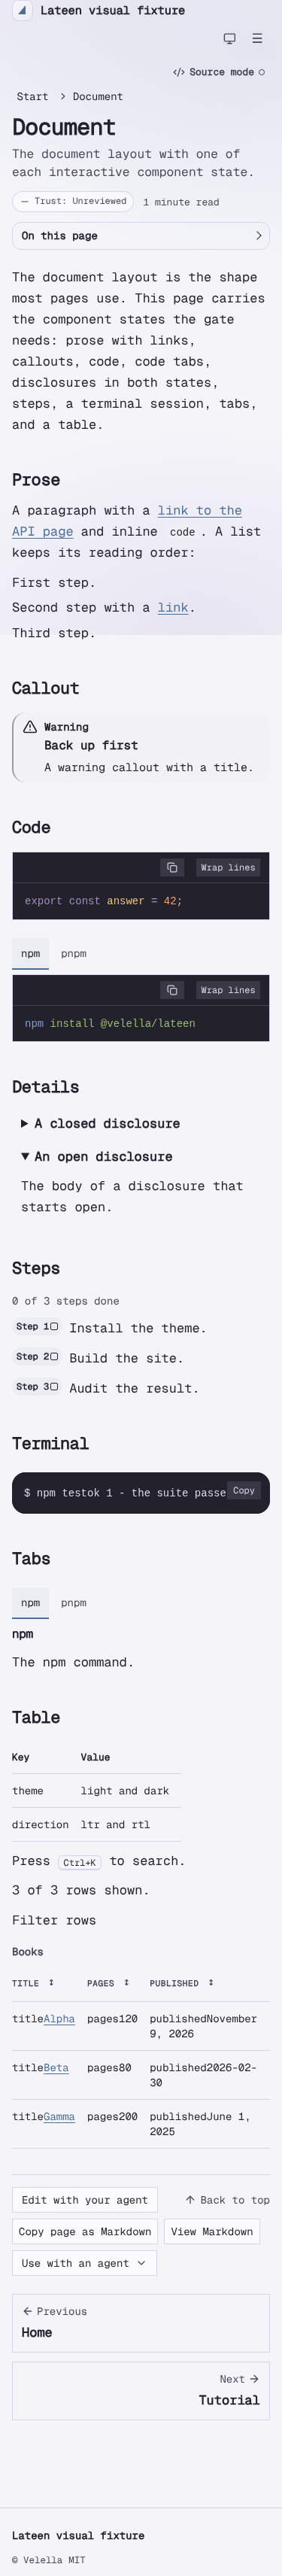 Lateen visual fixture
Source mode
Start > Document
Document
The document layout with one of
each interactive component state.
— Trust: Unreviewed 1 minute read
On this page
The document layout is the shape
most pages use. This page carries
the component states the gate
needs: prose with links,
callouts, code, code tabs,
disclosures in both states,
steps, a terminal session, tabs,
and a table.
Prose
A paragraph with a link to the
API page and inline code. A list
keeps its reading order:
First step.
Second step with a link.
Third step.
Callout
Warning
Back up first
A warning callout with a title.
Code
Wrap lines
export const answer = 42;
npm pnpm
Wrap lines
npm install @velella/lateen
Details
A closed disclosure
An open disclosure
The body of a disclosure that
starts open.
Steps
0 of 3 steps done
Step 1 Install the theme.
Step 2 Build the site.
Step 3 Audit the result.
Terminal
$ npm testok 1 - the suite passe
Copy
Tabs
npm pnpm
npm
The npm command.
Table
Key Value
theme light and dark
direction ltr and rtl
Press Ctrl+K to search.
3 of 3 rows shown.
Filter rows
Books
TITLE ↕ PAGES ↕ PUBLISHED ↕
titleAlpha pages120 publishedNovember
9, 2026
titleBeta pages80 published2026-02-
30
titleGamma pages200 publishedJune 1,
2025
Edit with your agent ↑ Back to top
Copy page as Markdown View Markdown
Use with an agent
← Previous
Home
Next →
Tutorial
Lateen visual fixture
© Velella MIT